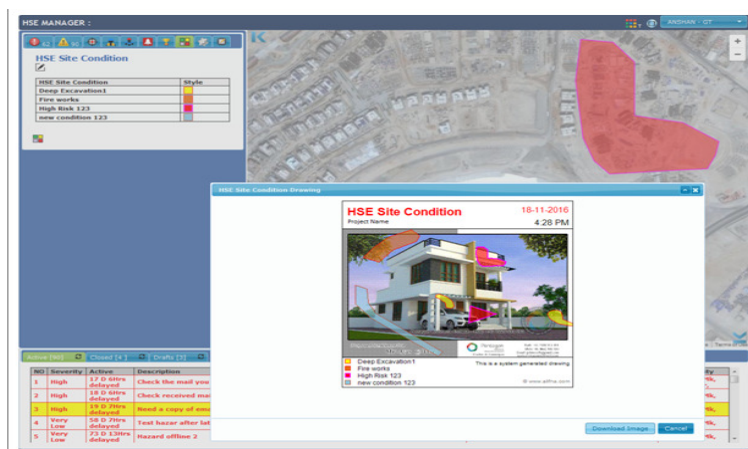 HSE MANAGER :
ANSHAN - GT
62
90
HSE Site Condition
HSE Site Condition Style
Deep Excavation1
Fire works
High Risk 123
new condition 123
HSE Site Condition Drawing
HSE Site Condition 18-11-2016
Project Name 4:28 PM
Deep Excavation1
Fire works
High Risk 123
new condition 123
This is a system generated drawing
Download Image Cancel
Active [90] Closed [4 ] Drafts [3]
NO Severity Active Description
1 High 17 D 6Hrs delayed Check the mail you
2 High 18 D 6Hrs delayed Check received
3 High 19 D 7Hrs delayed Need a copy of
4 Very Low 58 D 7Hrs delayed Test hazar after
5 Very Low 73 D 13Hrs delayed Hazard offline 2